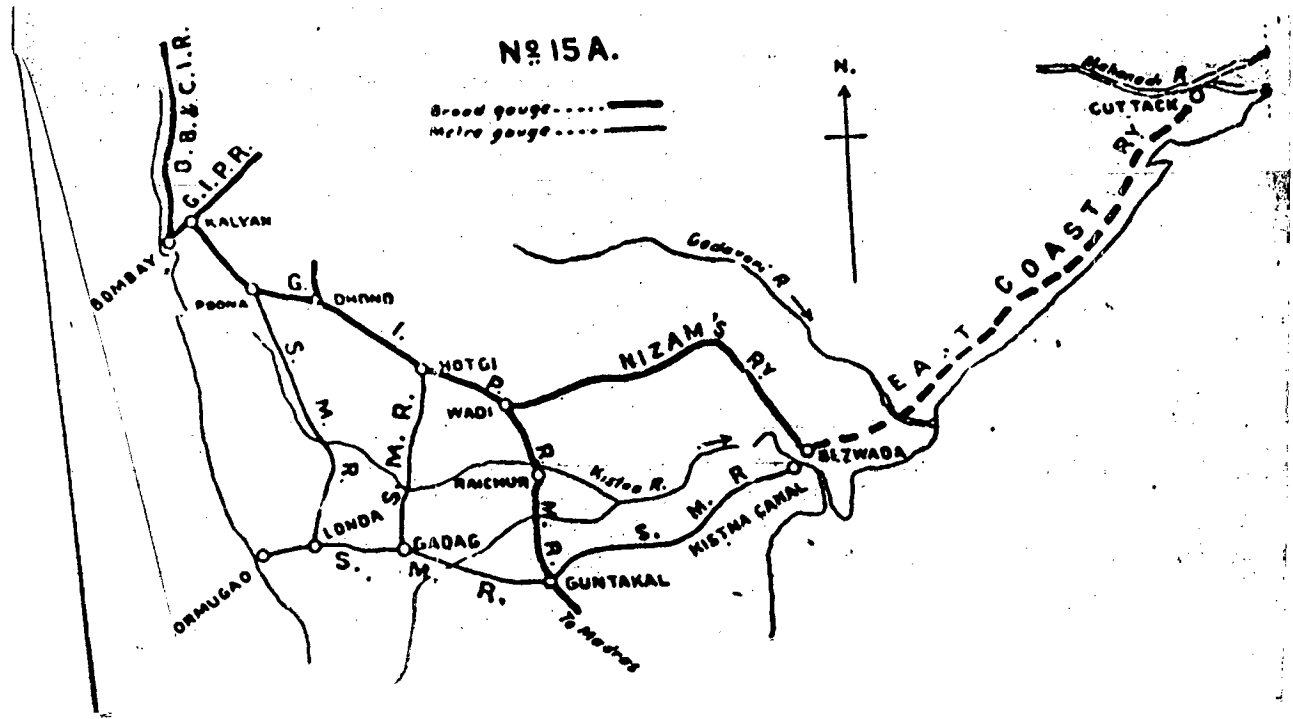 Nº 15 A.
Broad gauge
Metre gauge
N.
Mahanadi R
CUTTACK
B.B.& C.I.R.
G.I.P.R.
KALYAN
BOMBAY
POONA
G. I. P. R.
DHOND
HOTGI
WADI
NIZAM'S RY
Godaveri R
EAST COAST RY.
S. M. R.
S. M. R.
RAICHUR
Kistna R.
M. R.
BEZWADA
KISTNA CANAL
S. M. R
LONDA
GADAG
S. M. R.
ORMUGAO
GUNTAKAL
To Madras